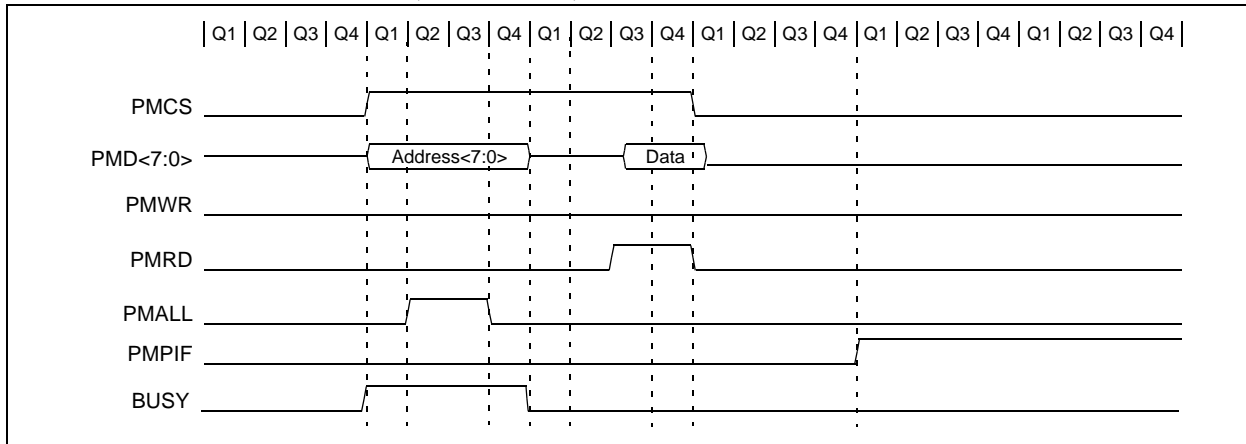 Q1 Q2 Q3 Q4 Q1 Q2 Q3 Q4 Q1 Q2 Q3 Q4 Q1 Q2 Q3 Q4 Q1 Q2 Q3 Q4 Q1 Q2 Q3 Q4
PMCS
PMD<7:0> Address<7:0> Data
PMWR
PMRD
PMALL
PMPIF
BUSY